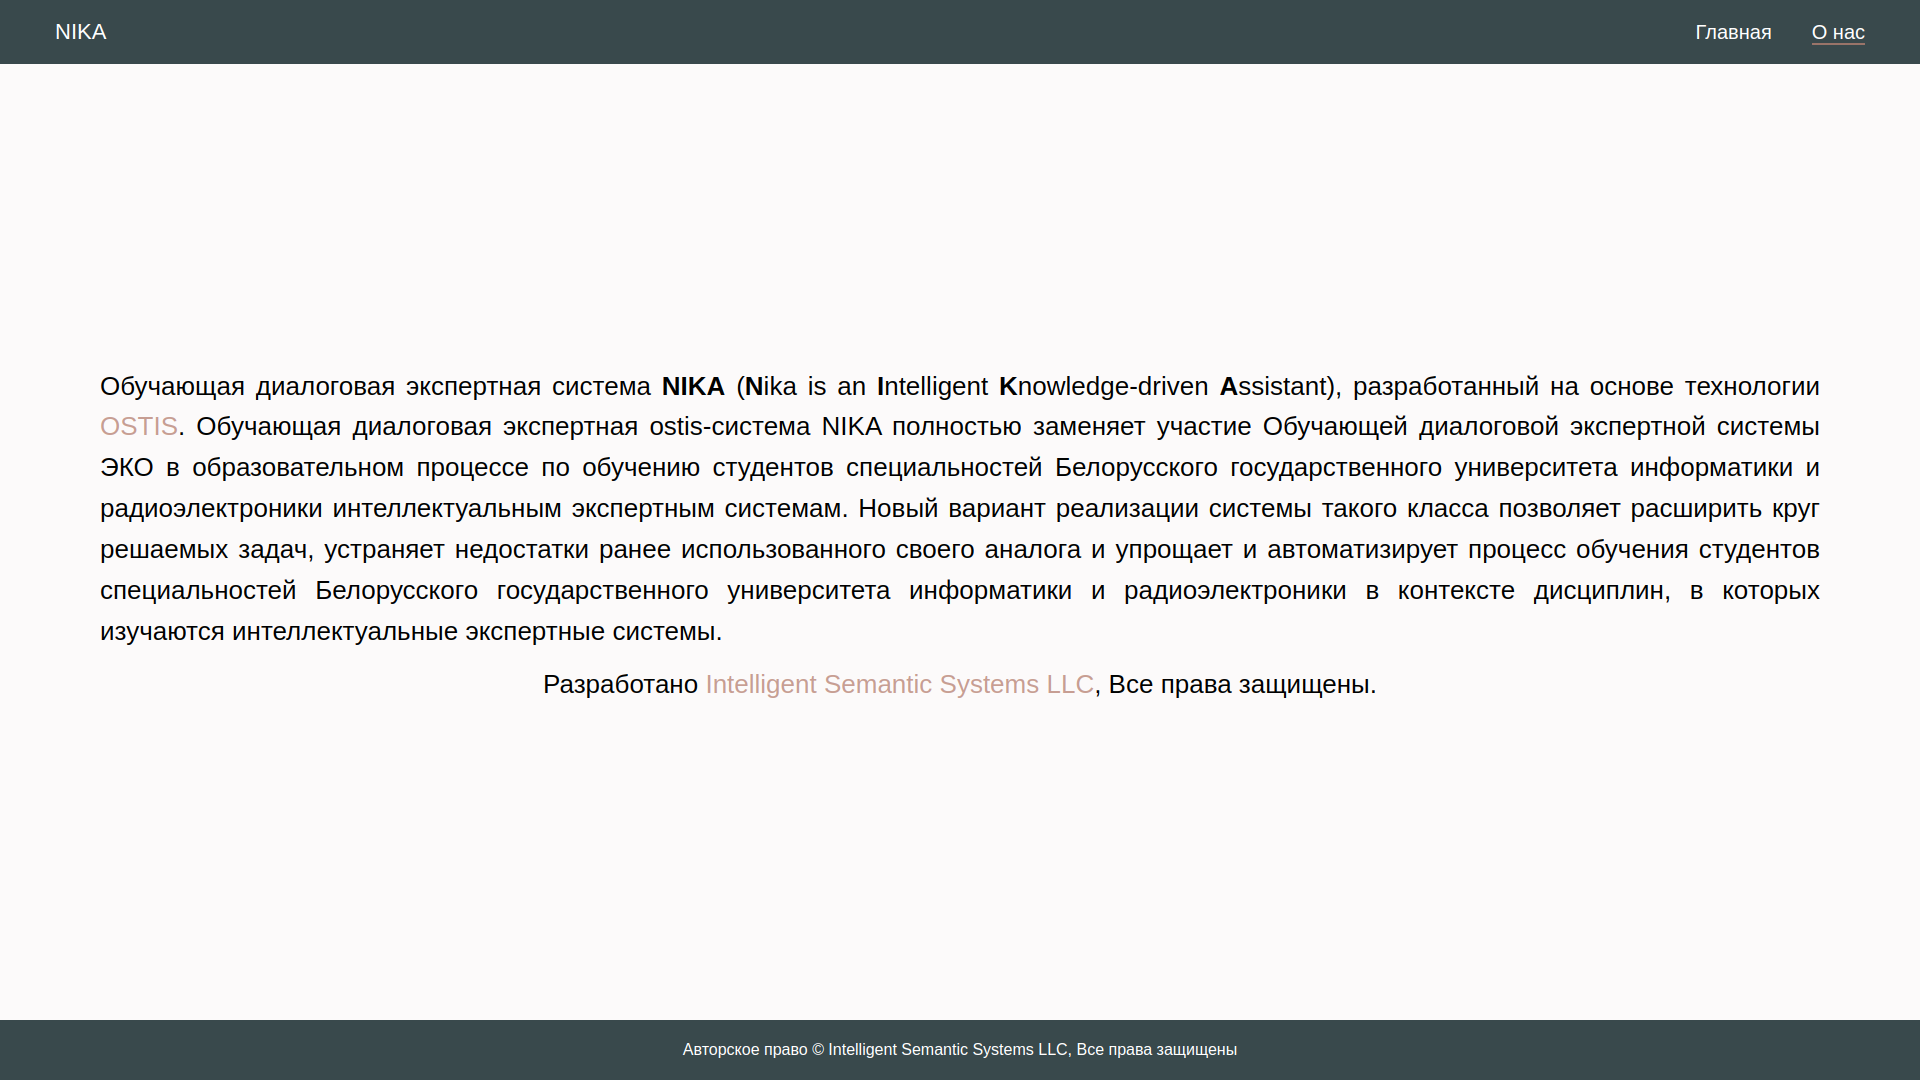 NIKA
Главная
О нас
Обучающая диалоговая экспертная система NIKA (Nika is an Intelligent Knowledge-driven Assistant), разработанный на основе технологии
OSTIS. Обучающая диалоговая экспертная ostis-система NIKA полностью заменяет участие Обучающей диалоговой экспертной системы
ЭКО в образовательном процессе по обучению студентов специальностей Белорусского государственного университета информатики и
радиоэлектроники интеллектуальным экспертным системам. Новый вариант реализации системы такого класса позволяет расширить круг
решаемых задач, устраняет недостатки ранее использованного своего аналога и упрощает и автоматизирует процесс обучения студентов
специальностей Белорусского государственного университета информатики и радиоэлектроники в контексте дисциплин, в которых
изучаются интеллектуальные экспертные системы.
Разработано Intelligent Semantic Systems LLC, Все права защищены.
Авторское право © Intelligent Semantic Systems LLC, Все права защищены